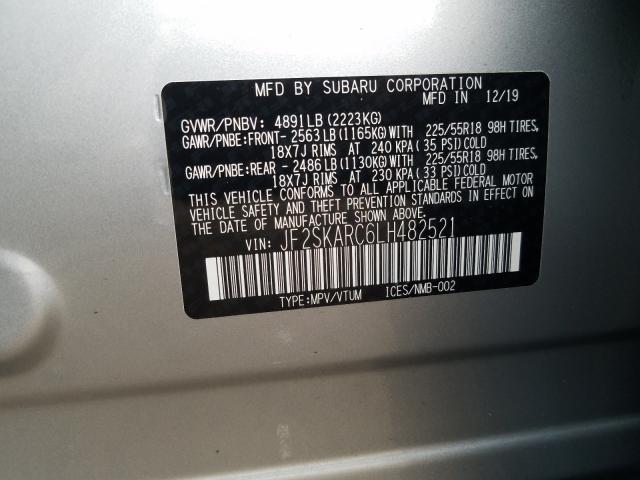 MFD BY SUBARU CORPORATION
MFD IN 12/19
GVWR/PNBV: 4891LB(2223KG)
GAWR/PNBE:FRONT-2563LB(1165KG)WITH 225/55R18 98H TIRES,
18X7J RIMS AT 240 KPA(35 PSI)COLD
GAWR/PNBE:REAR -2486LB(1130KG)WITH 225/55R18 98H TIRES,
18X7J RIMS AT 230 KPA(33 PSI)COLD
THIS VEHICLE CONFORMS TO ALL APPLICABLE FEDERAL MOTOR
VEHICLE SAFETY AND THEFT PREVENTION STANDARDS IN EFFECT ON
THE DATE OF MANUFACTURE SHOWN ABOVE.
VIN: JF2SKARC6LH482521
TYPE:MPV/VTUM ICES/NMB-002